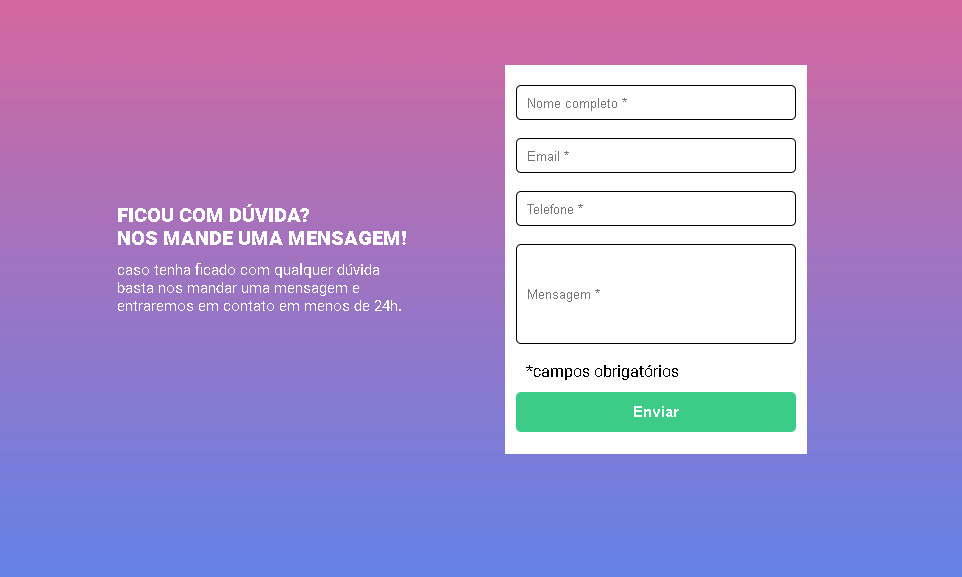 FICOU COM DÚVIDA?
NOS MANDE UMA MENSAGEM!
caso tenha ficado com qualquer dúvida
basta nos mandar uma mensagem e
entraremos em contato em menos de 24h.
Nome completo *
Email *
Telefone *
Mensagem *
*campos obrigatórios
Enviar